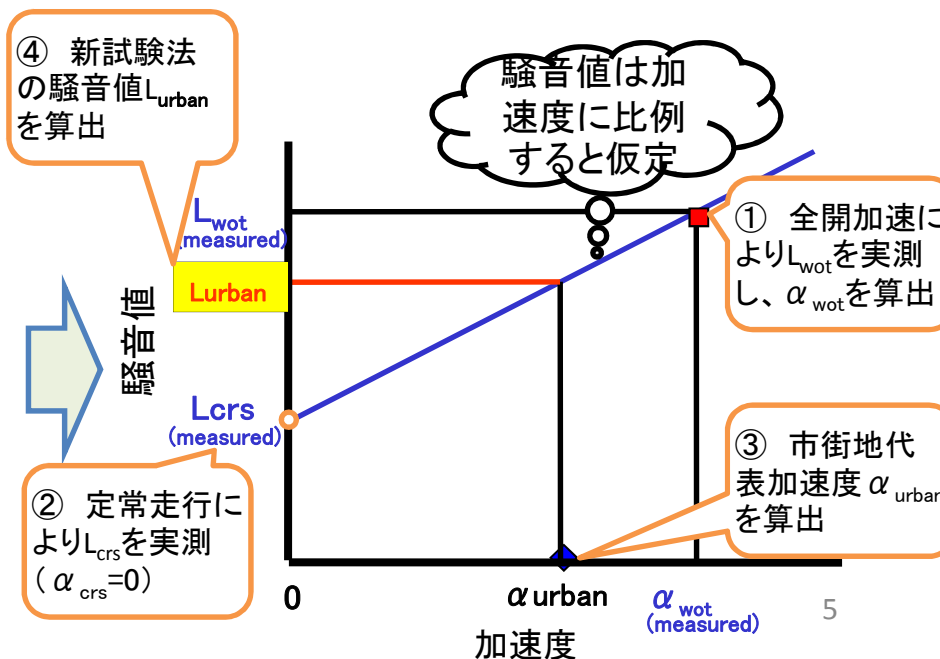 ④ 新試験法
の騒音値Lurban
を算出
騒音値は加
速度に比例
すると仮定
Lwot
(measured)
Lurban
騒音値
Lcrs
(measured)
① 全開加速に
よりLwotを実測
し、αwotを算出
② 定常走行に
よりLcrsを実測
(αcrs=0)
③ 市街地代
表加速度αurban
を算出
0
αurban
αwot
(measured)
5
加速度